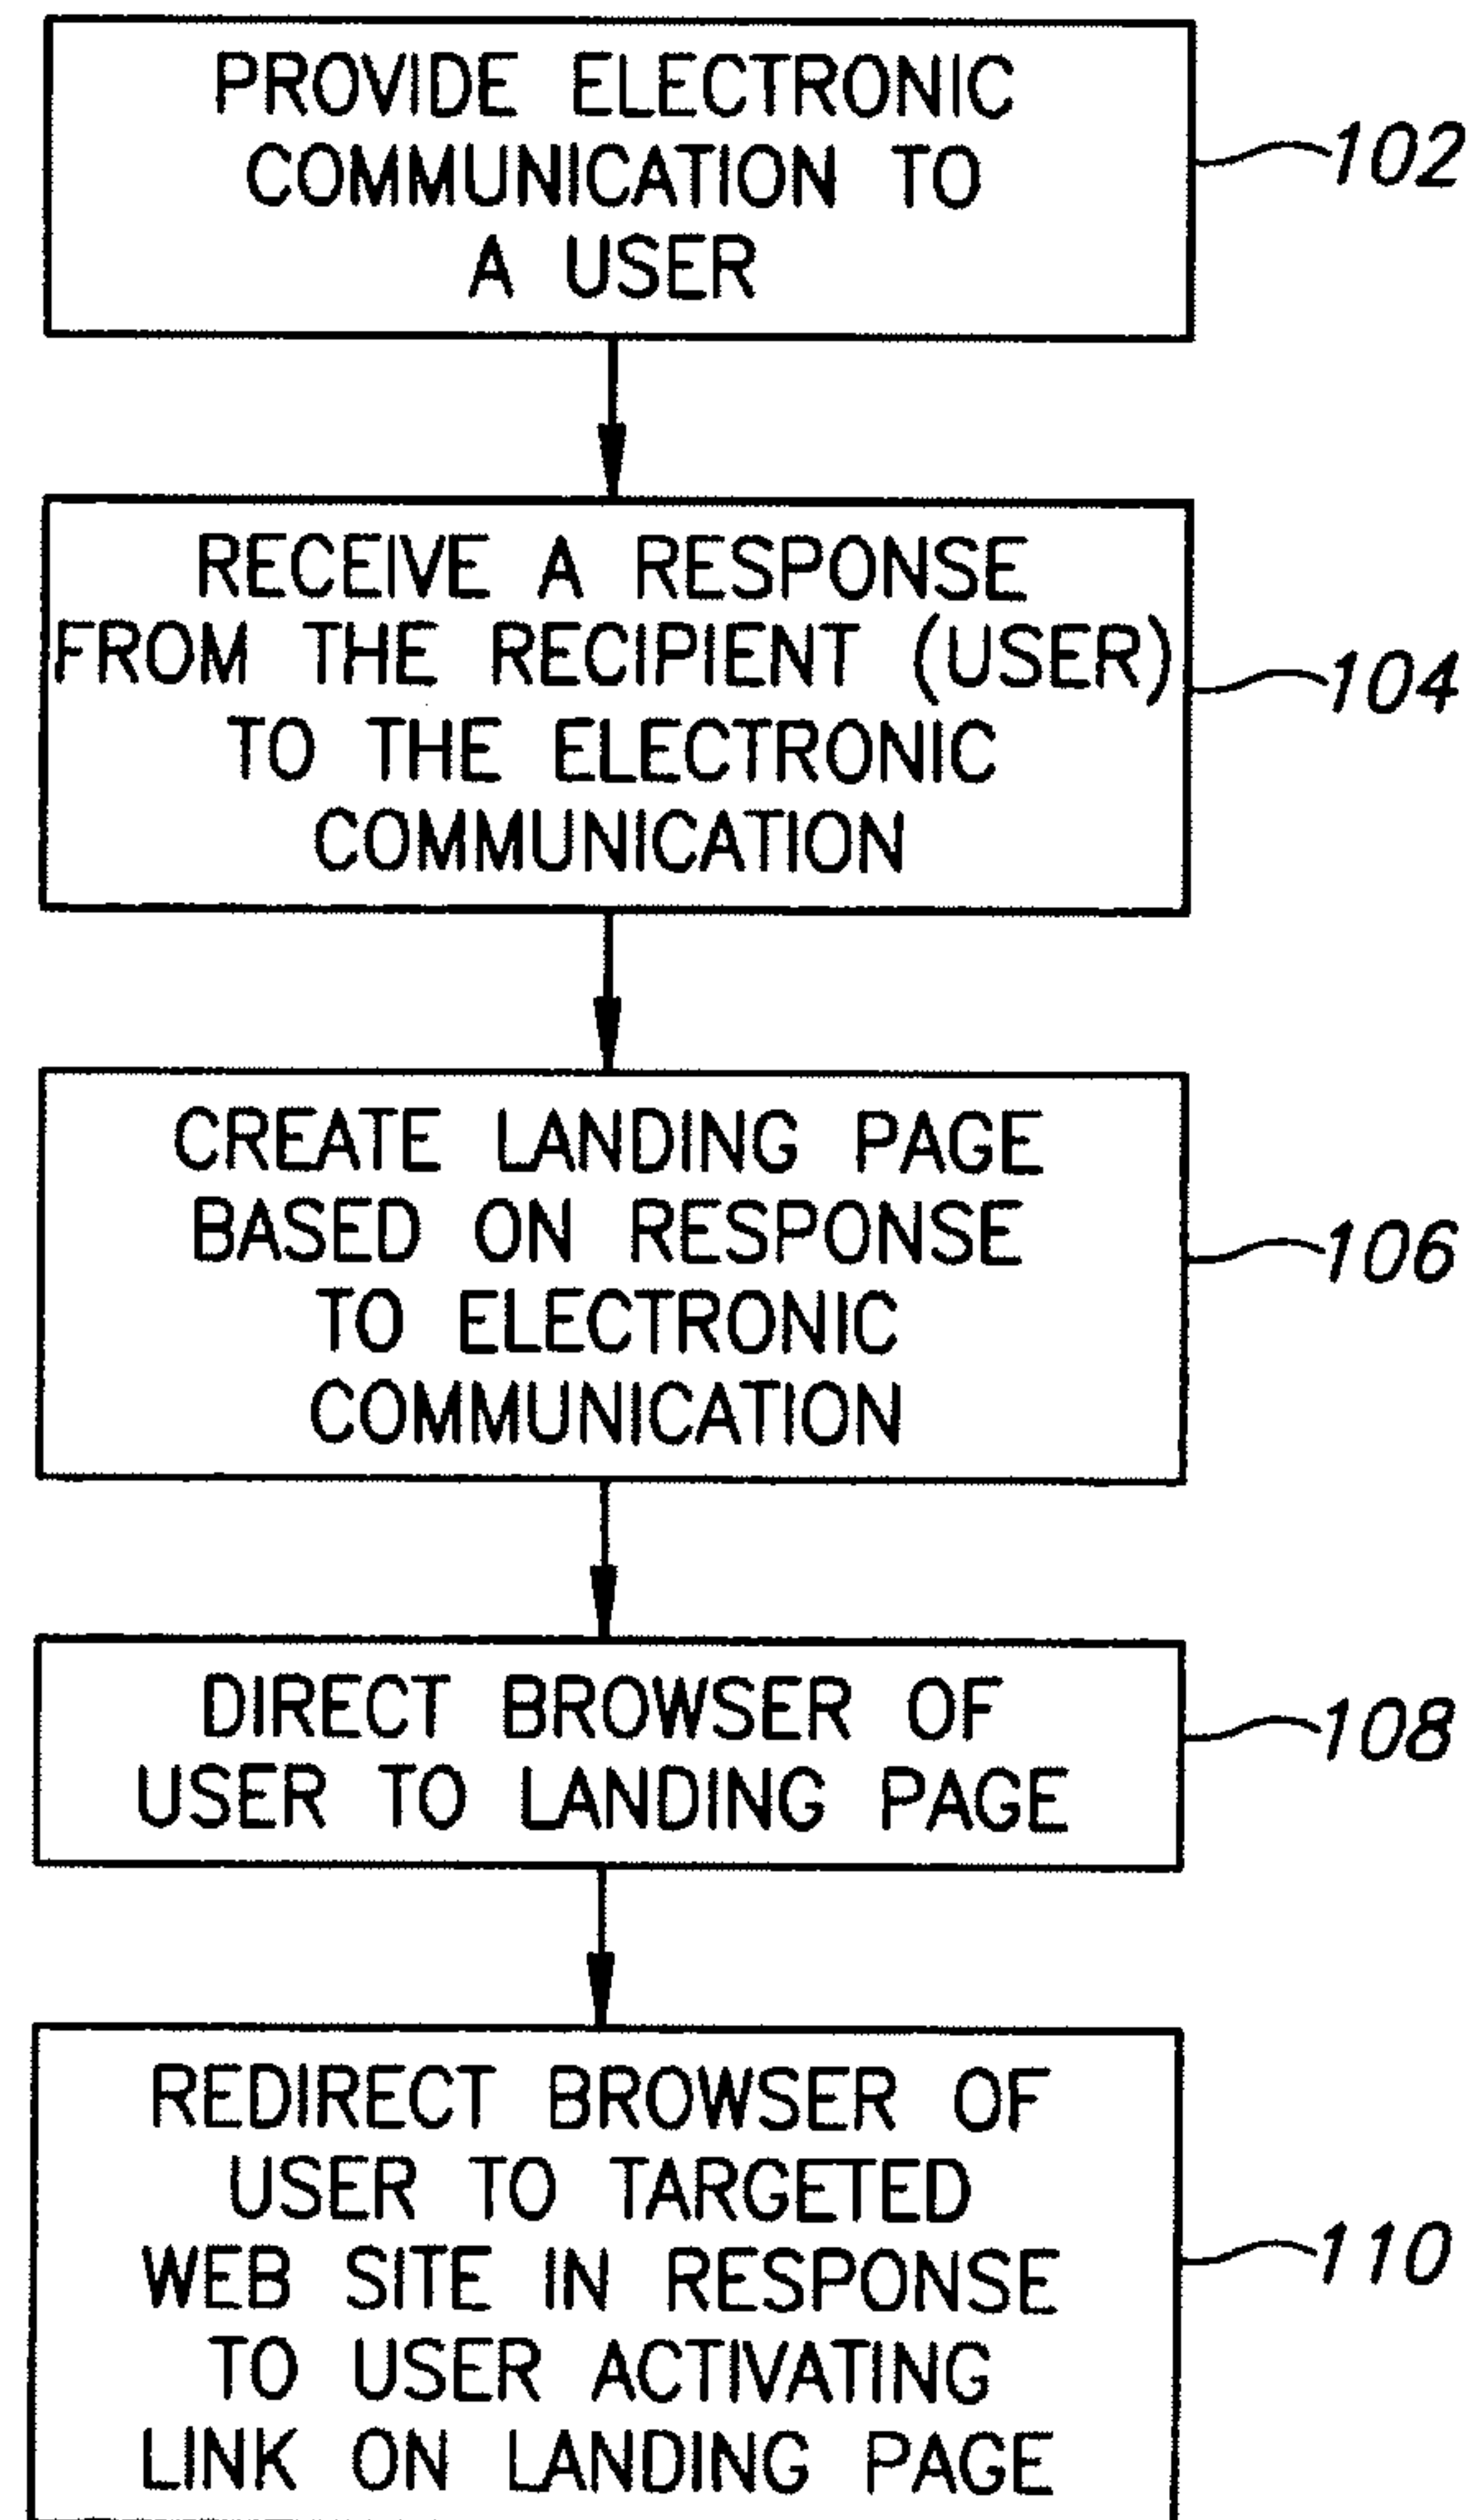 PROVIDE ELECTRONIC
COMMUNICATION TO
A USER
102
RECEIVE A RESPONSE
FROM THE RECIPIENT (USER)
TO THE ELECTRONIC
COMMUNICATION
104
CREATE LANDING PAGE
BASED ON RESPONSE
TO ELECTRONIC
COMMUNICATION
106
DIRECT BROWSER OF
USER TO LANDING PAGE
108
REDIRECT BROWSER OF
USER TO TARGETED
WEB SITE IN RESPONSE
TO USER ACTIVATING
LINK ON LANDING PAGE
110